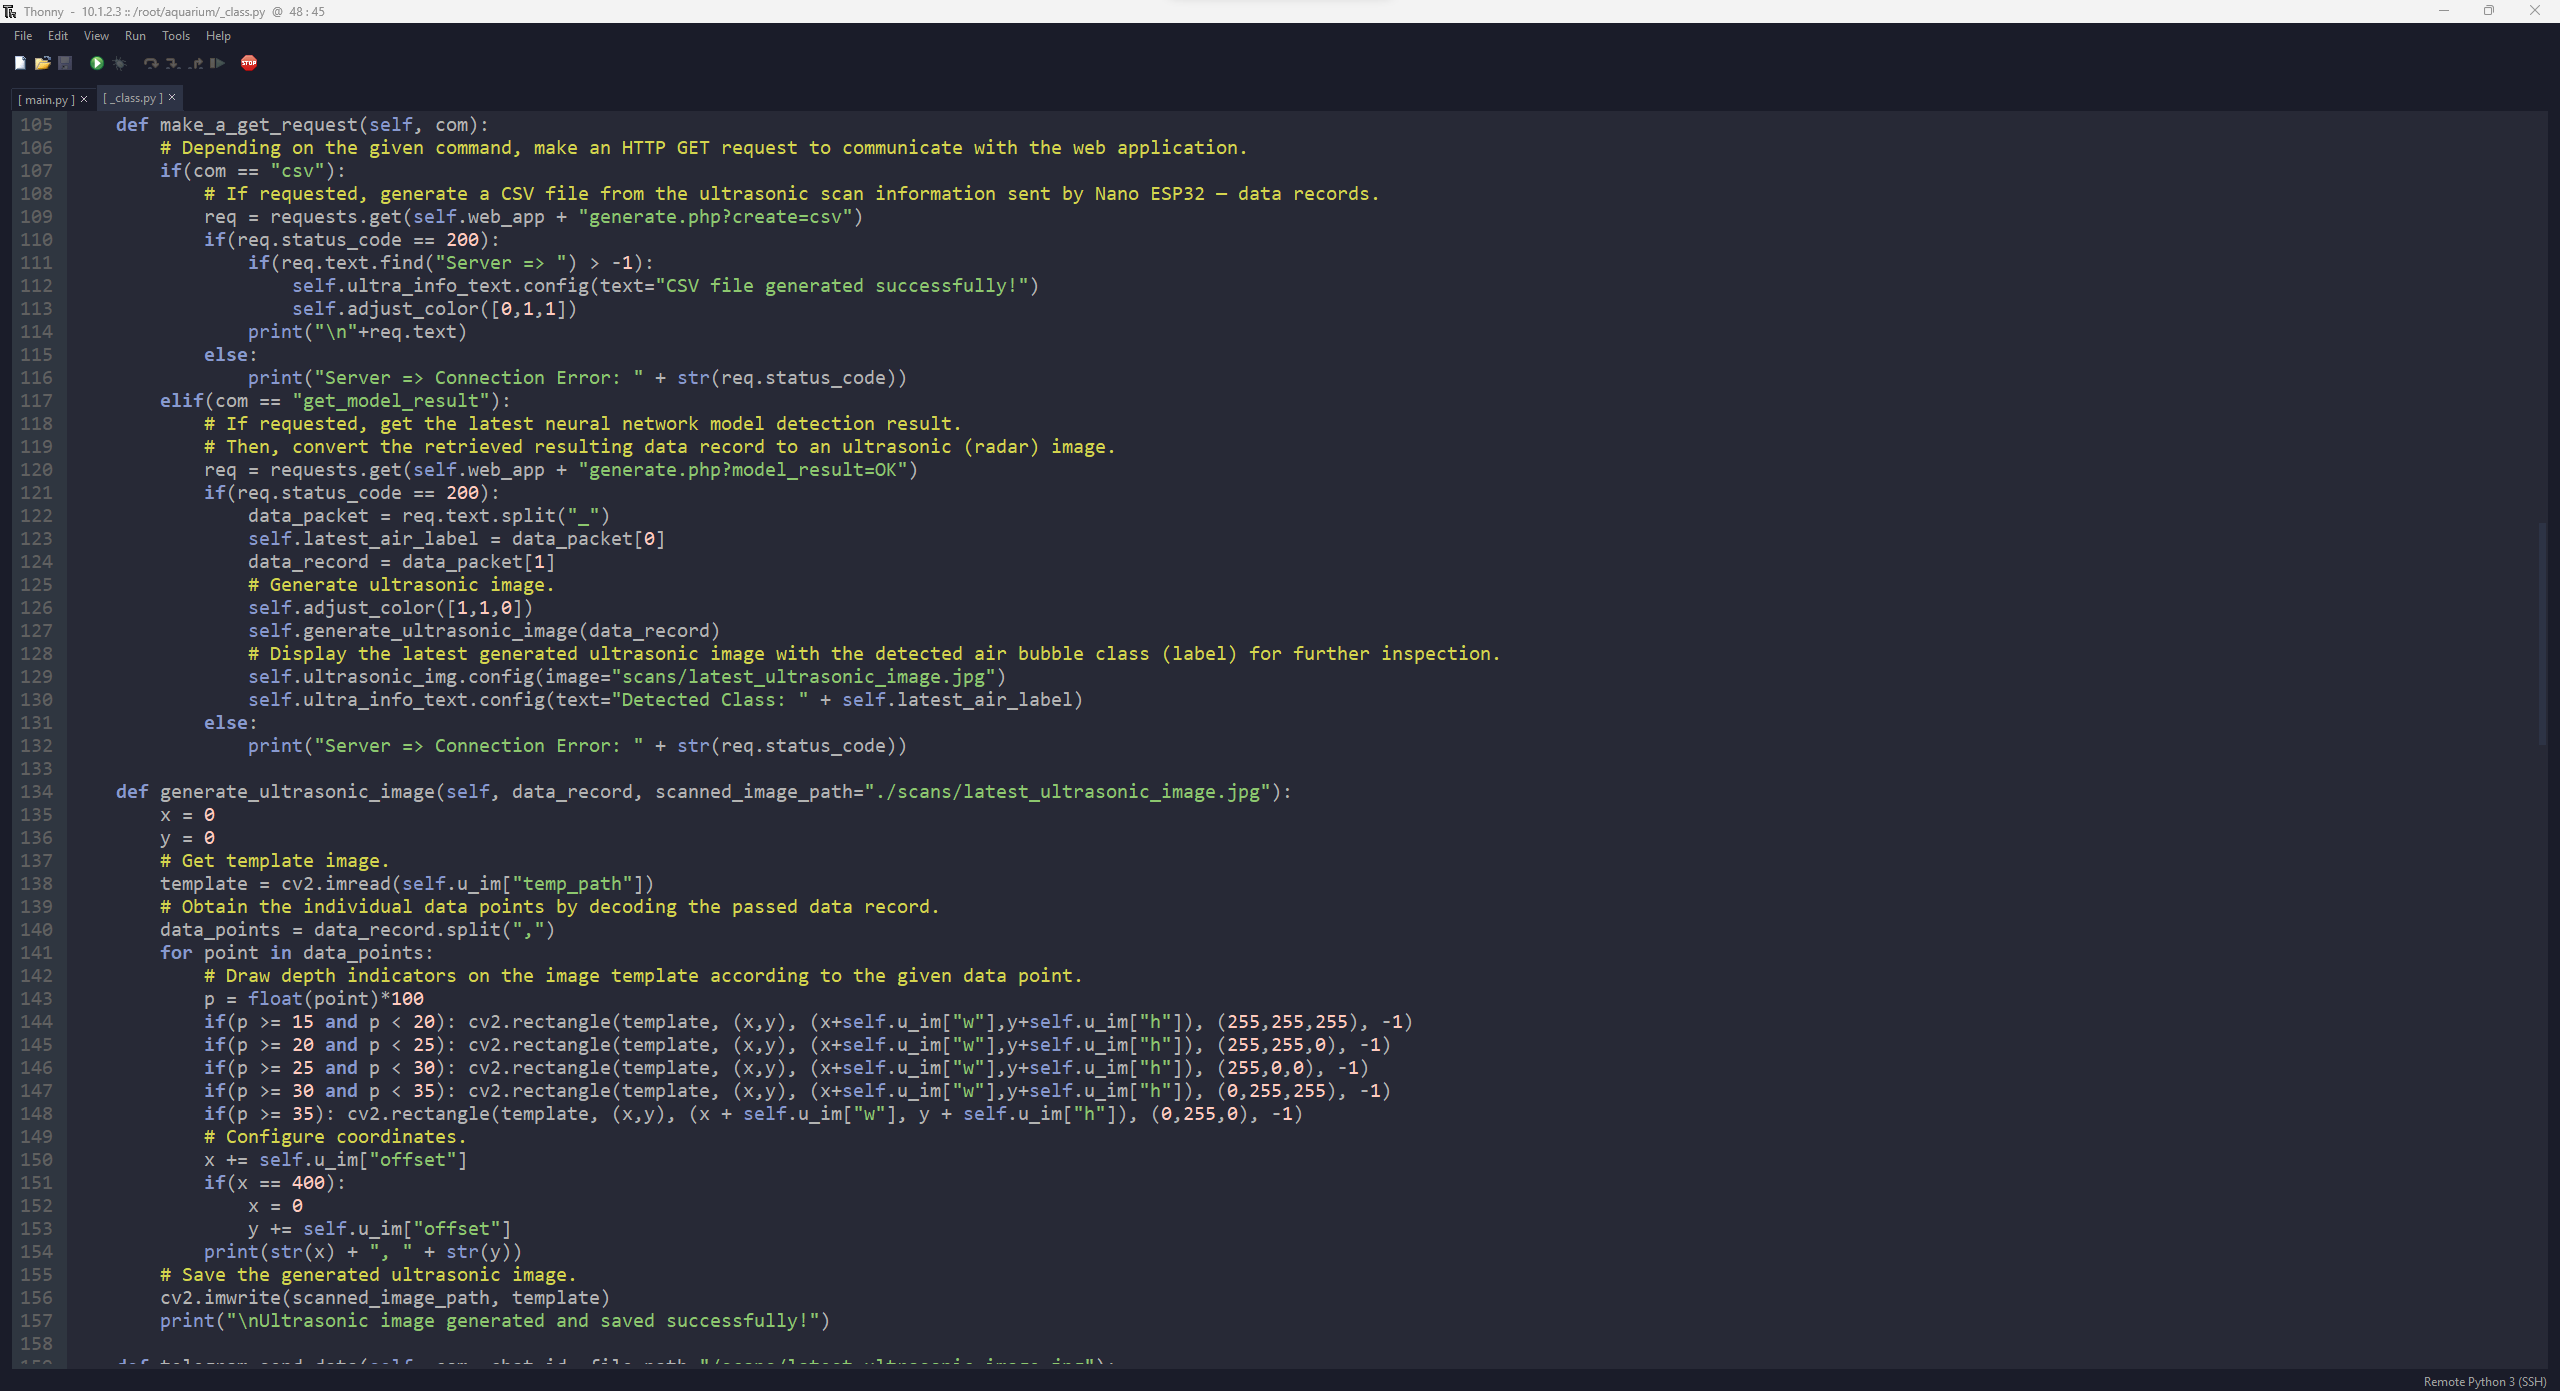 Thonny - 10.1.2.3 :: /root/aquarium/_class.py @ 48 : 45
File Edit View Run Tools Help
STOP
[ main.py ] × [ _class.py ] ×
105 def make_a_get_request(self, com):
106 # Depending on the given command, make an HTTP GET request to communicate with the web application.
107 if(com == "csv"):
108 # If requested, generate a CSV file from the ultrasonic scan information sent by Nano ESP32 — data records.
109 req = requests.get(self.web_app + "generate.php?create=csv")
110 if(req.status_code == 200):
111 if(req.text.find("Server => ") > -1):
112 self.ultra_info_text.config(text="CSV file generated successfully!")
113 self.adjust_color([0,1,1])
114 print("\n"+req.text)
115 else:
116 print("Server => Connection Error: " + str(req.status_code))
117 elif(com == "get_model_result"):
118 # If requested, get the latest neural network model detection result.
119 # Then, convert the retrieved resulting data record to an ultrasonic (radar) image.
120 req = requests.get(self.web_app + "generate.php?model_result=OK")
121 if(req.status_code == 200):
122 data_packet = req.text.split("_")
123 self.latest_air_label = data_packet[0]
124 data_record = data_packet[1]
125 # Generate ultrasonic image.
126 self.adjust_color([1,1,0])
127 self.generate_ultrasonic_image(data_record)
128 # Display the latest generated ultrasonic image with the detected air bubble class (label) for further inspection.
129 self.ultrasonic_img.config(image="scans/latest_ultrasonic_image.jpg")
130 self.ultra_info_text.config(text="Detected Class: " + self.latest_air_label)
131 else:
132 print("Server => Connection Error: " + str(req.status_code))
133
134 def generate_ultrasonic_image(self, data_record, scanned_image_path="./scans/latest_ultrasonic_image.jpg"):
135 x = 0
136 y = 0
137 # Get template image.
138 template = cv2.imread(self.u_im["temp_path"])
139 # Obtain the individual data points by decoding the passed data record.
140 data_points = data_record.split(",")
141 for point in data_points:
142 # Draw depth indicators on the image template according to the given data point.
143 p = float(point)*100
144 if(p >= 15 and p < 20): cv2.rectangle(template, (x,y), (x+self.u_im["w"],y+self.u_im["h"]), (255,255,255), -1)
145 if(p >= 20 and p < 25): cv2.rectangle(template, (x,y), (x+self.u_im["w"],y+self.u_im["h"]), (255,255,0), -1)
146 if(p >= 25 and p < 30): cv2.rectangle(template, (x,y), (x+self.u_im["w"],y+self.u_im["h"]), (255,0,0), -1)
147 if(p >= 30 and p < 35): cv2.rectangle(template, (x,y), (x+self.u_im["w"],y+self.u_im["h"]), (0,255,255), -1)
148 if(p >= 35): cv2.rectangle(template, (x,y), (x + self.u_im["w"], y + self.u_im["h"]), (0,255,0), -1)
149 # Configure coordinates.
150 x += self.u_im["offset"]
151 if(x == 400):
152 x = 0
153 y += self.u_im["offset"]
154 print(str(x) + ", " + str(y))
155 # Save the generated ultrasonic image.
156 cv2.imwrite(scanned_image_path, template)
157 print("\nUltrasonic image generated and saved successfully!")
158
Remote Python 3 (SSH)